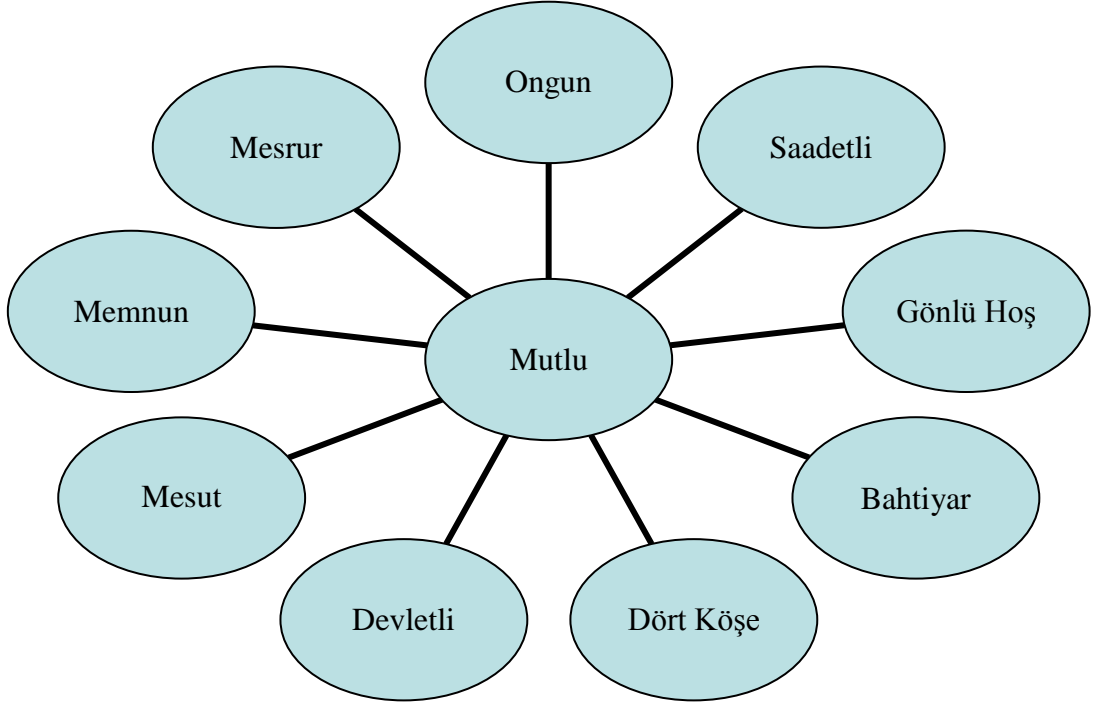 Ongun
Mesrur
Saadetli
Memnun
Gönlü Hoş
Mutlu
Mesut
Bahtiyar
Devletli
Dört Köşe